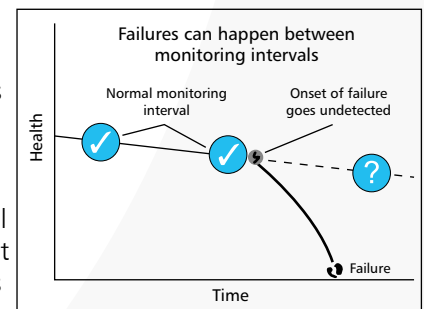 s
l
t
s
Failures can happen between
monitoring intervals
Normal monitoring
interval
Onset of failure
goes undetected
Health
?
Failure
Time